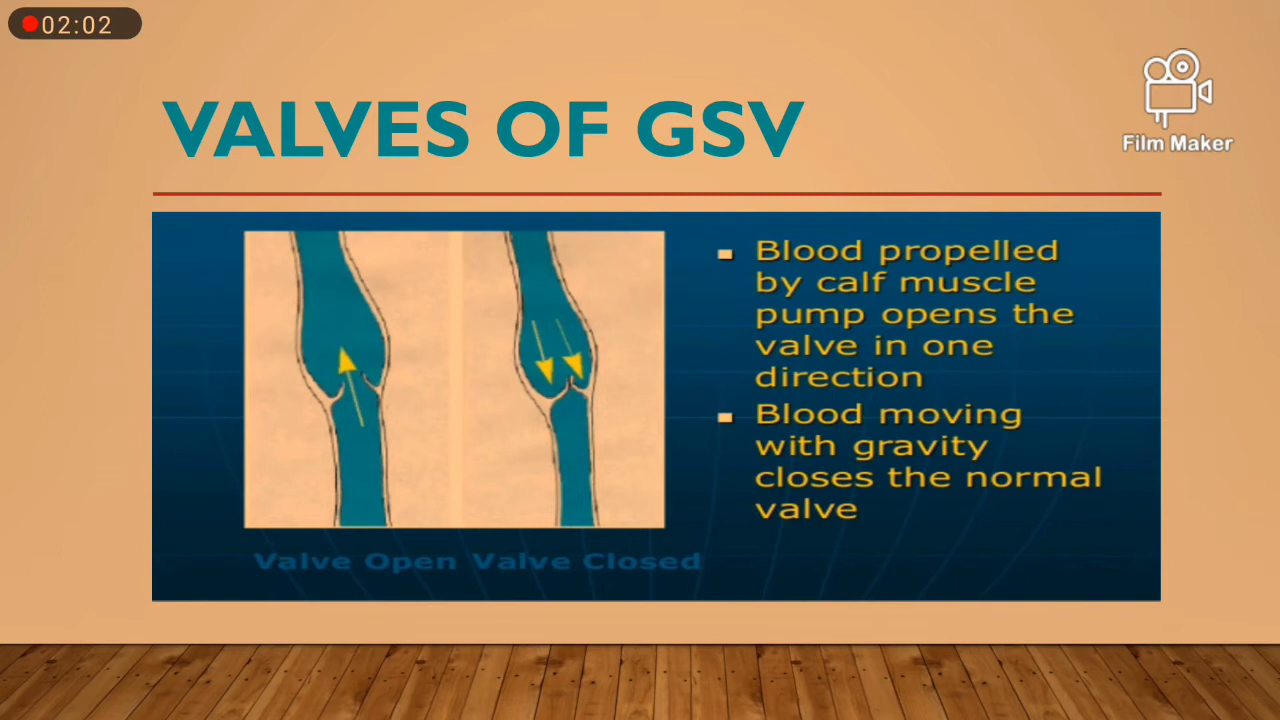 02:02
Film Maker
VALVES OF GSV
▪ Blood propelled
by calf muscle
pump opens the
valve in one
direction
▪ Blood moving
with gravity
closes the normal
valve
Valve Open Valve Closed